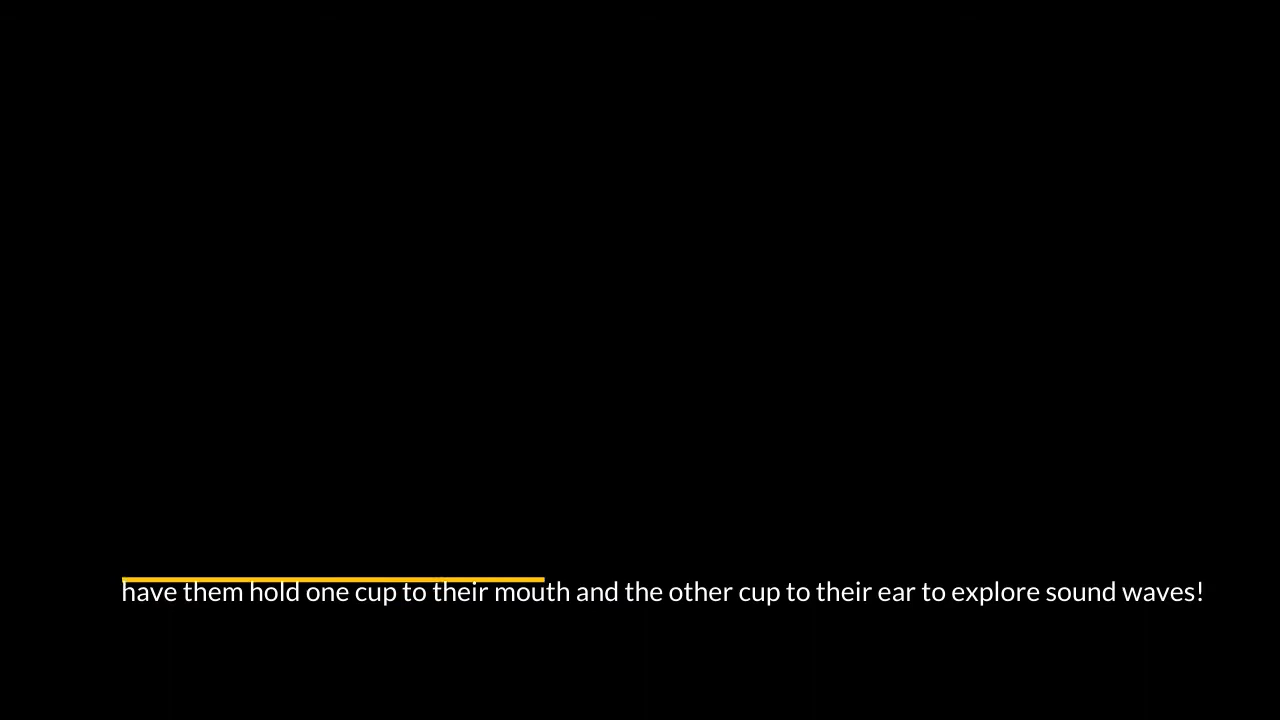 have them hold one cup to their mouth and the other cup to their ear to explore sound waves!